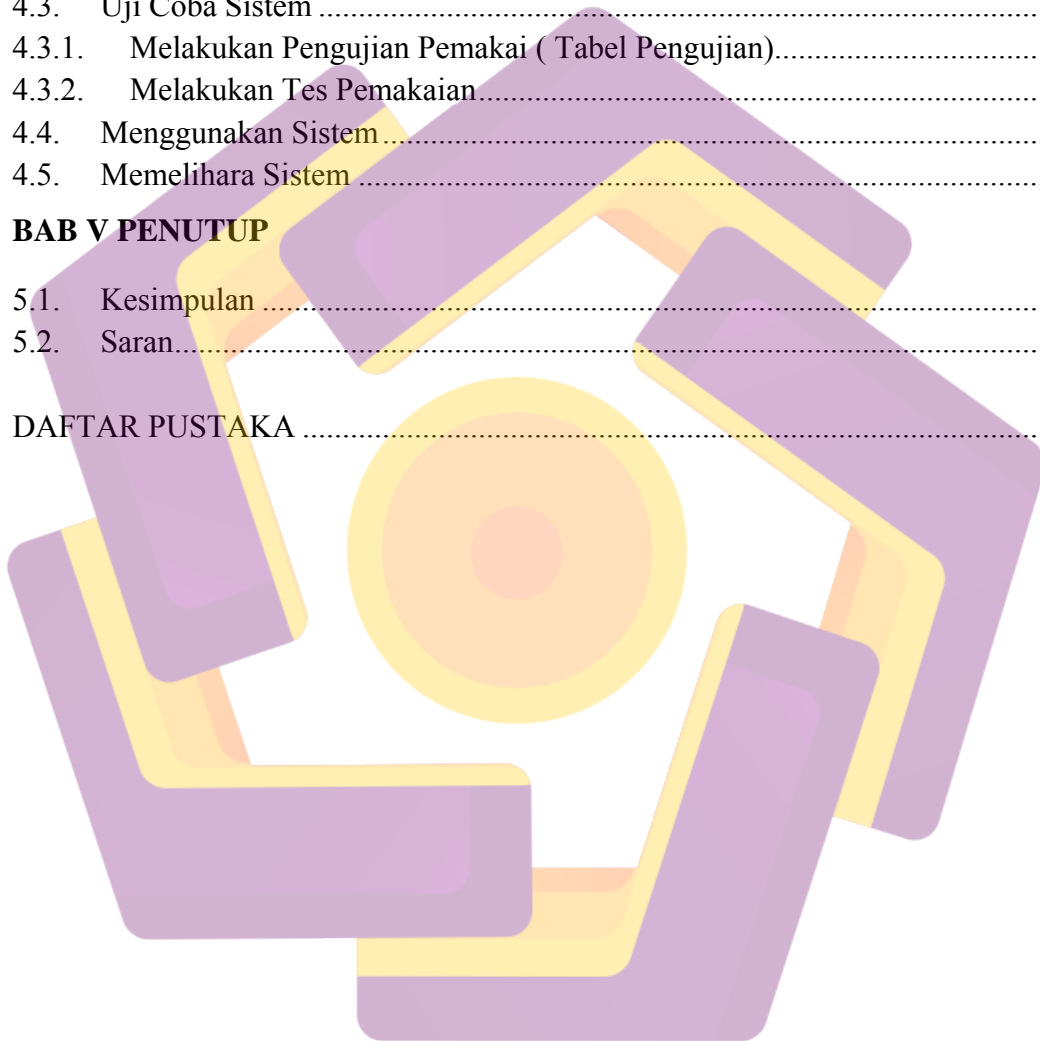 4.3. Uji Coba Sistem ................................................................................................
4.3.1. Melakukan Pengujian Pemakai ( Tabel Pengujian)..................................
4.3.2. Melakukan Tes Pemakaian.........................................................................
4.4. Menggunakan Sistem .......................................................................................
4.5. Memelihara Sistem ..........................................................................................
BAB V PENUTUP
5.1. Kesimpulan ......................................................................................................
5.2. Saran.................................................................................................................
DAFTAR PUSTAKA ...............................................................................................